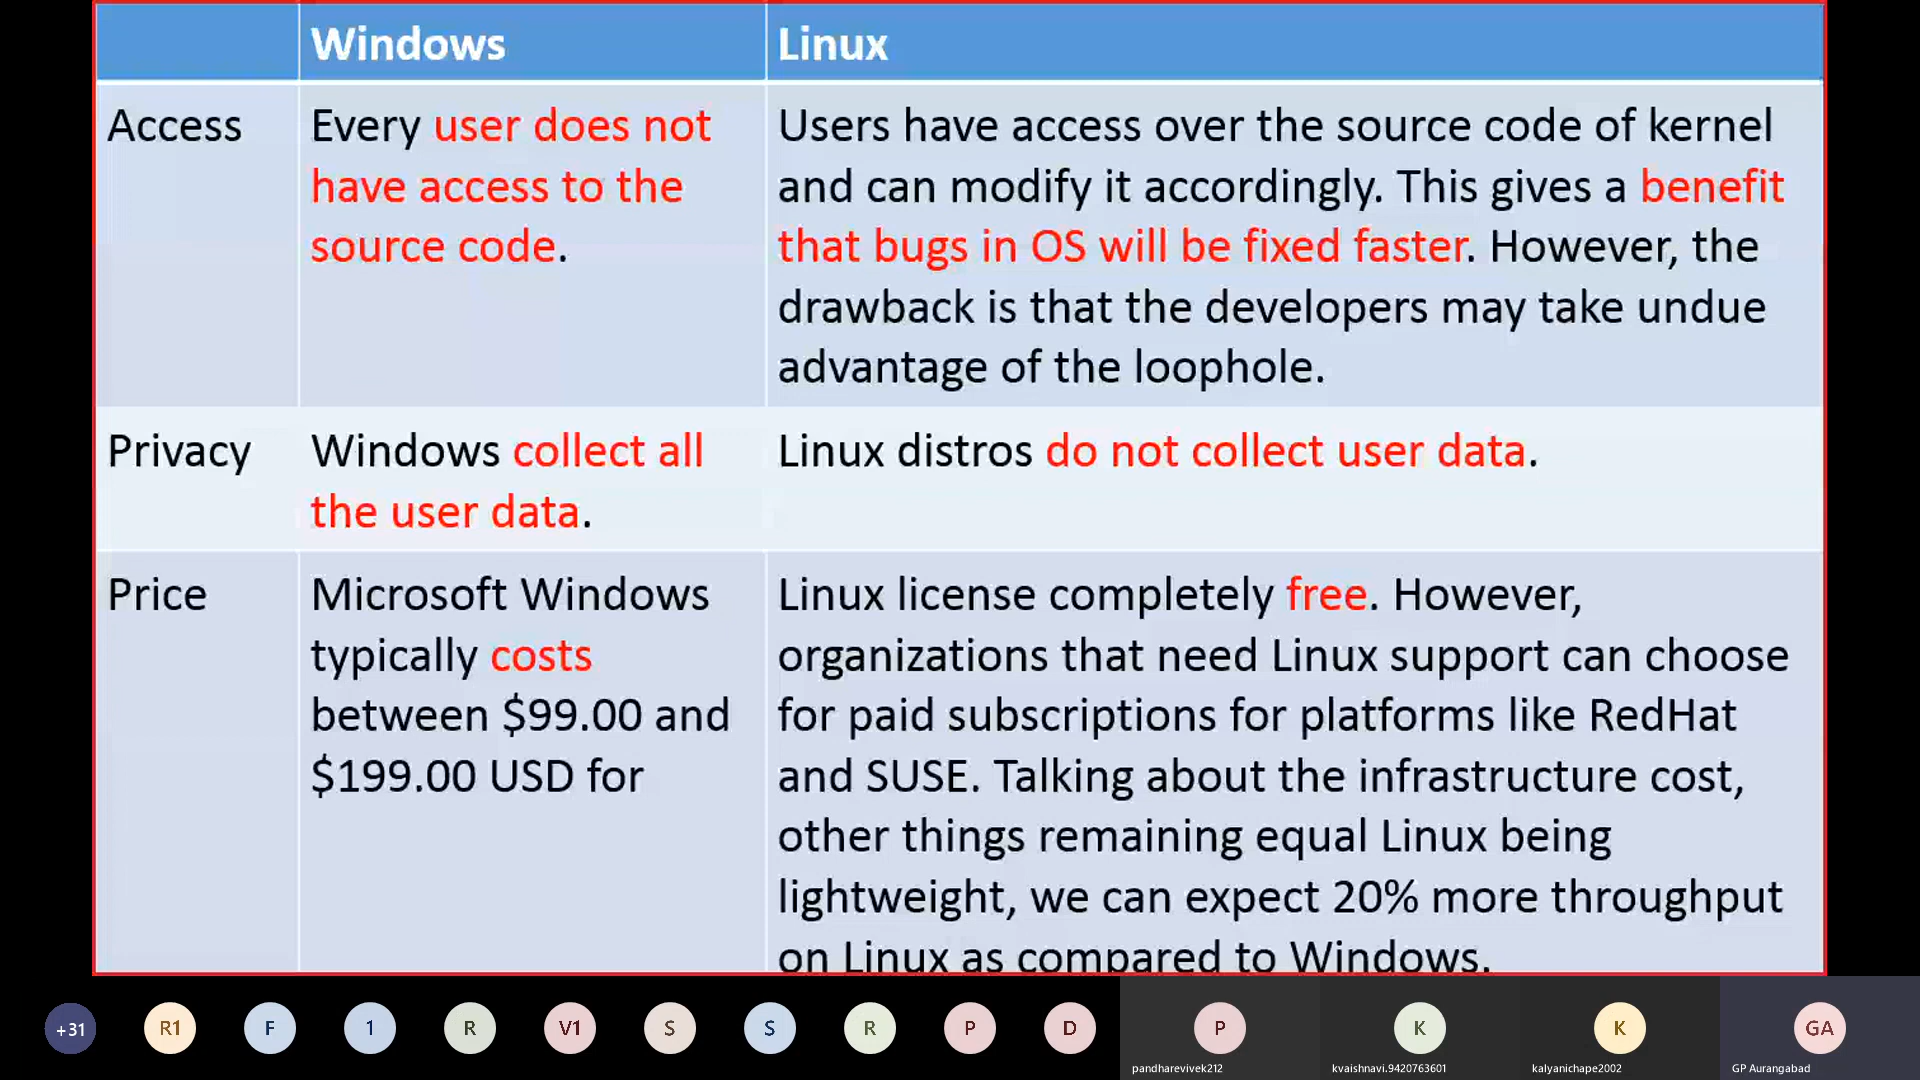 Windows
Linux
Access
Every user does not
have access to the
source code.
Users have access over the source code of kernel
and can modify it accordingly. This gives a benefit
that bugs in OS will be fixed faster. However, the
drawback is that the developers may take undue
advantage of the loophole.
Privacy
Windows collect all
the user data.
Linux distros do not collect user data.
Price
Microsoft Windows
typically costs
between $99.00 and
$199.00 USD for
Linux license completely free. However,
organizations that need Linux support can choose
for paid subscriptions for platforms like RedHat
and SUSE. Talking about the infrastructure cost,
other things remaining equal Linux being
lightweight, we can expect 20% more throughput
on Linux as compared to Windows.
+31
R1
F
1
R
V1
S
S
R
P
D
P
K
K
GA
pandharevivek212
kvaishnavi.9420763601
kalyanichape2002
GP Aurangabad